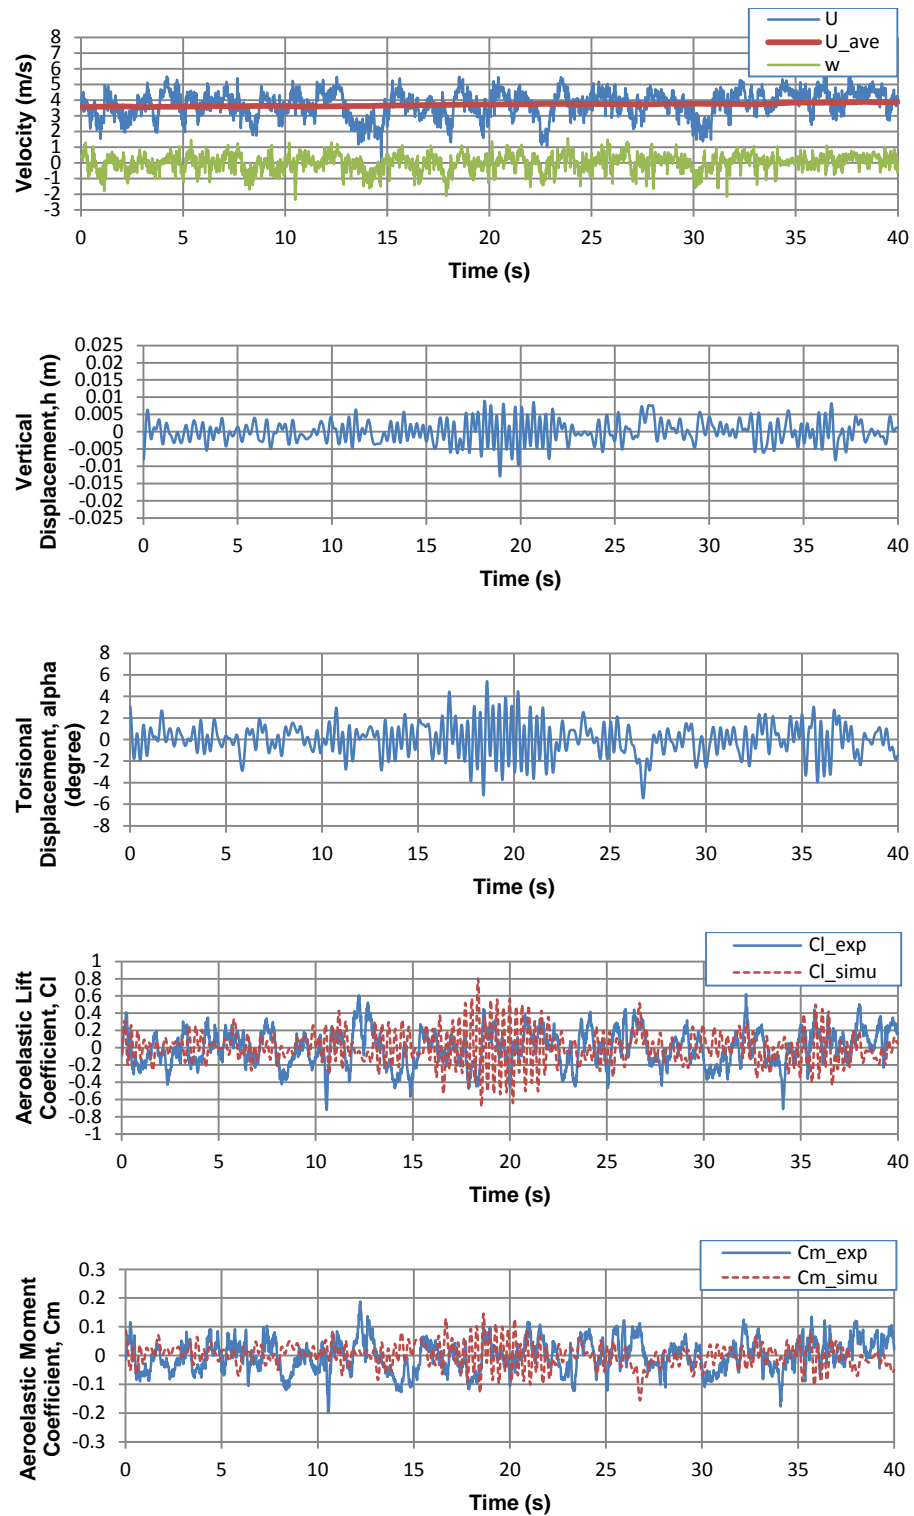 U
U_ave
w
Velocity (m/s)
8
7
6
5
4
3
2
1
0
-1
-2
-3
0 5 10 15 20 25 30 35 40
Time (s)
Vertical
Displacement,h (m)
0.025
0.02
0.015
0.01
0.005
0
-0.005
-0.01
-0.015
-0.02
-0.025
0 5 10 15 20 25 30 35 40
Time (s)
Torsional
Displacement, alpha
(degree)
8
6
4
2
0
-2
-4
-6
-8
0 5 10 15 20 25 30 35 40
Time (s)
Cl_exp
Cl_simu
Aeroelastic Lift
Coefficient, Cl
1
0.8
0.6
0.4
0.2
0
-0.2
-0.4
-0.6
-0.8
-1
0 5 10 15 20 25 30 35 40
Time (s)
Cm_exp
Cm_simu
Aeroelastic Moment
Coefficient, Cm
0.3
0.2
0.1
0
-0.1
-0.2
-0.3
0 5 10 15 20 25 30 35 40
Time (s)